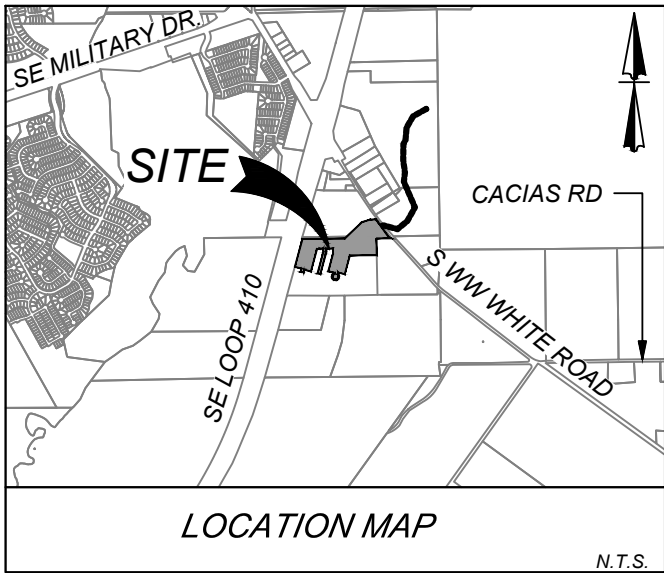 SE MILITARY DR.
SITE
CACIAS RD
SE LOOP 410
S WW WHITE ROAD
LOCATION MAP
N.T.S.